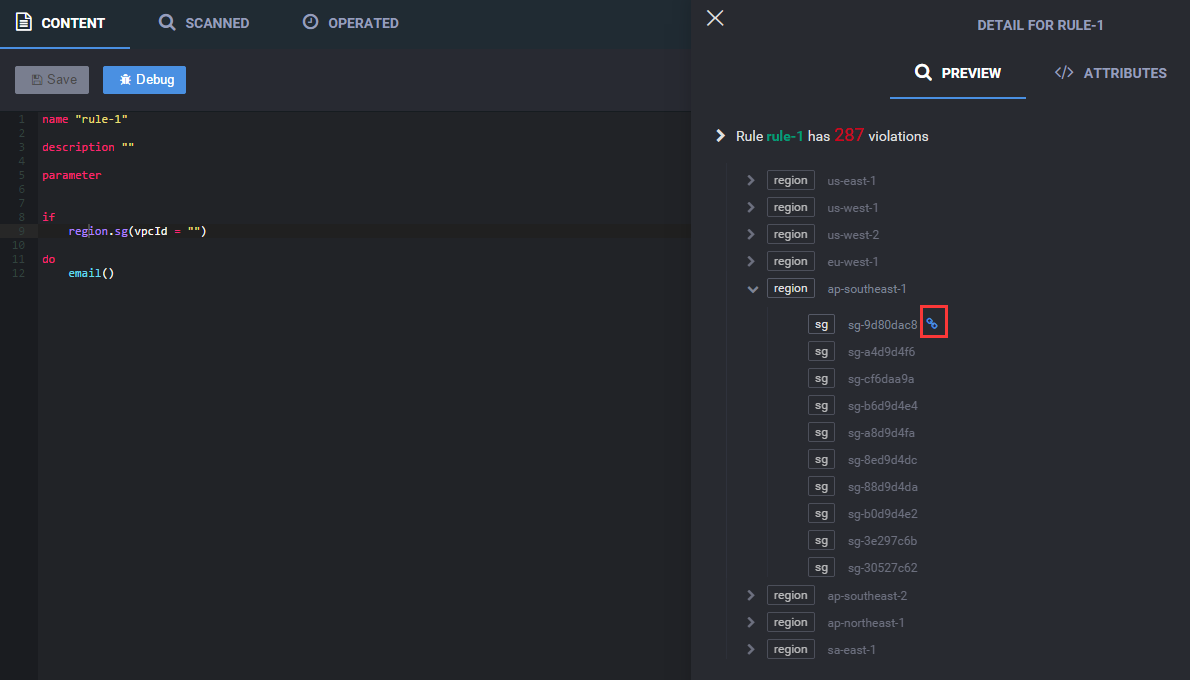 CONTENT SCANNED OPERATED
Save Debug
1 name "rule-1"
2
3 description ""
4
5 parameter
6
7
8 if
9 region.sg(vpcId = "")
10
11 do
12 email()
DETAIL FOR RULE-1
PREVIEW </> ATTRIBUTES
Rule rule-1 has 287 violations
region us-east-1
region us-west-1
region us-west-2
region eu-west-1
region ap-southeast-1
sg sg-9d80dac8
sg sg-a4d9d4f6
sg sg-cf6daa9a
sg sg-b6d9d4e4
sg sg-a8d9d4fa
sg sg-8ed9d4dc
sg sg-88d9d4da
sg sg-b0d9d4e2
sg sg-3e297c6b
sg sg-30527c62
region ap-southeast-2
region ap-northeast-1
region sa-east-1